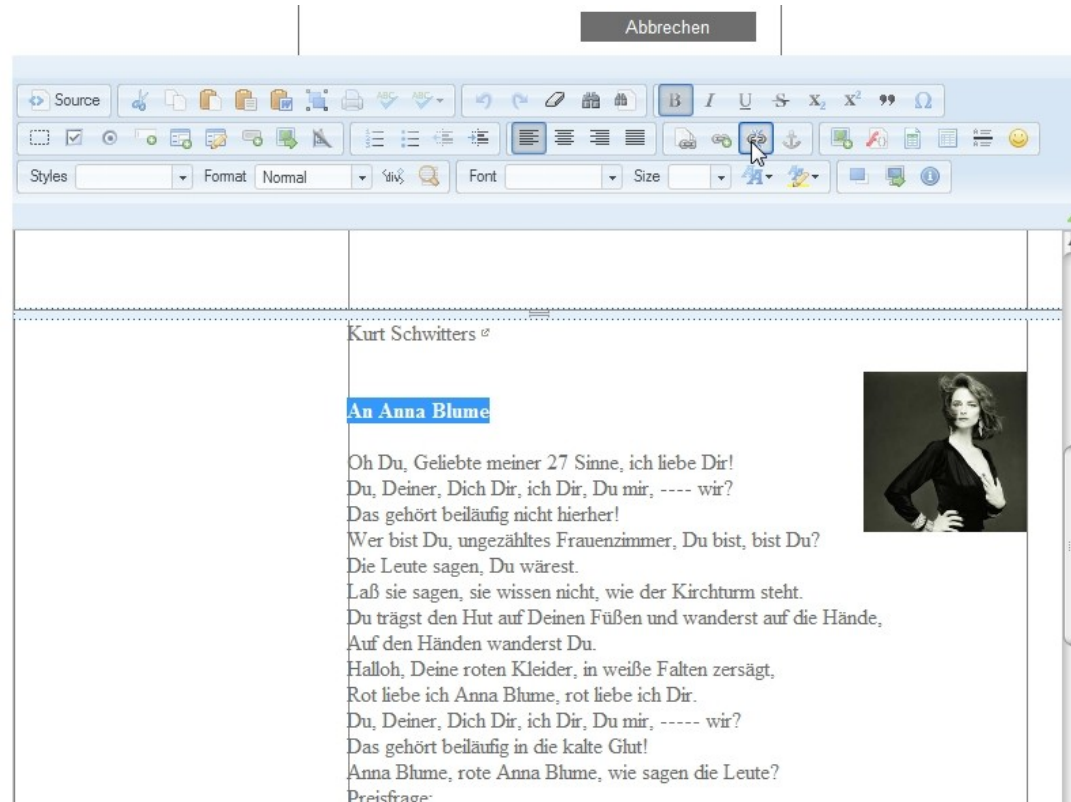 Abbrechen
Source
B I U S X₂ X² Ω
Styles Format Normal Font Size
Kurt Schwitters
An Anna Blume
Oh Du, Geliebte meiner 27 Sinne, ich liebe Dir!
Du, Deiner, Dich Dir, ich Dir, Du mir, ---- wir?
Das gehört beiläufig nicht hierher!
Wer bist Du, ungezähltes Frauenzimmer, Du bist, bist Du?
Die Leute sagen, Du wärest.
Laß sie sagen, sie wissen nicht, wie der Kirchturm steht.
Du trägst den Hut auf Deinen Füßen und wanderst auf die Hände,
Auf den Händen wanderst Du.
Halloh, Deine roten Kleider, in weiße Falten zersägt,
Rot liebe ich Anna Blume, rot liebe ich Dir.
Du, Deiner, Dich Dir, ich Dir, Du mir, ----- wir?
Das gehört beiläufig in die kalte Glut!
Anna Blume, rote Anna Blume, wie sagen die Leute?
Preisfrage: